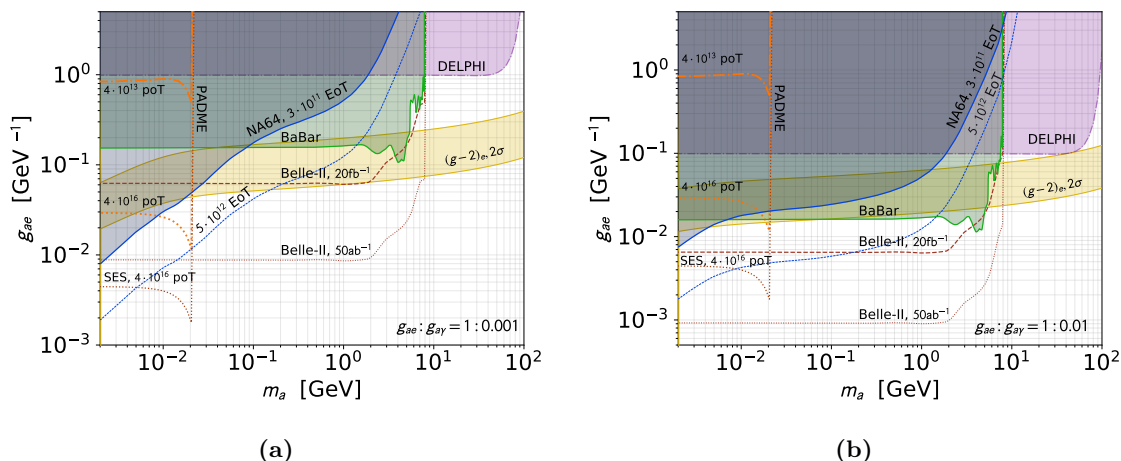 10⁰
10⁻¹
10⁻²
10⁻³
g_ae [GeV⁻¹]
4·10¹³ poT
PADME
NA64, 3·10¹¹ EoT
DELPHI
BaBar
(g−2)_e, 2σ
Belle-II, 20fb⁻¹
4·10¹⁶ poT
5·10¹² EoT
Belle-II, 50ab⁻¹
SES, 4·10¹⁶ poT
g_ae : g_aγ = 1 : 0.001
10⁻² 10⁻¹ 10⁰ 10¹ 10²
m_a [GeV]
(a)
10⁰
10⁻¹
10⁻²
10⁻³
g_ae [GeV⁻¹]
4·10¹³ poT
PADME
NA64, 3·10¹¹ EoT
5·10¹² EoT
DELPHI
4·10¹⁶ poT
(g−2)_e, 2σ
BaBar
Belle-II, 20fb⁻¹
SES, 4·10¹⁶ poT
Belle-II, 50ab⁻¹
g_ae : g_aγ = 1 : 0.01
10⁻² 10⁻¹ 10⁰ 10¹ 10²
m_a [GeV]
(b)